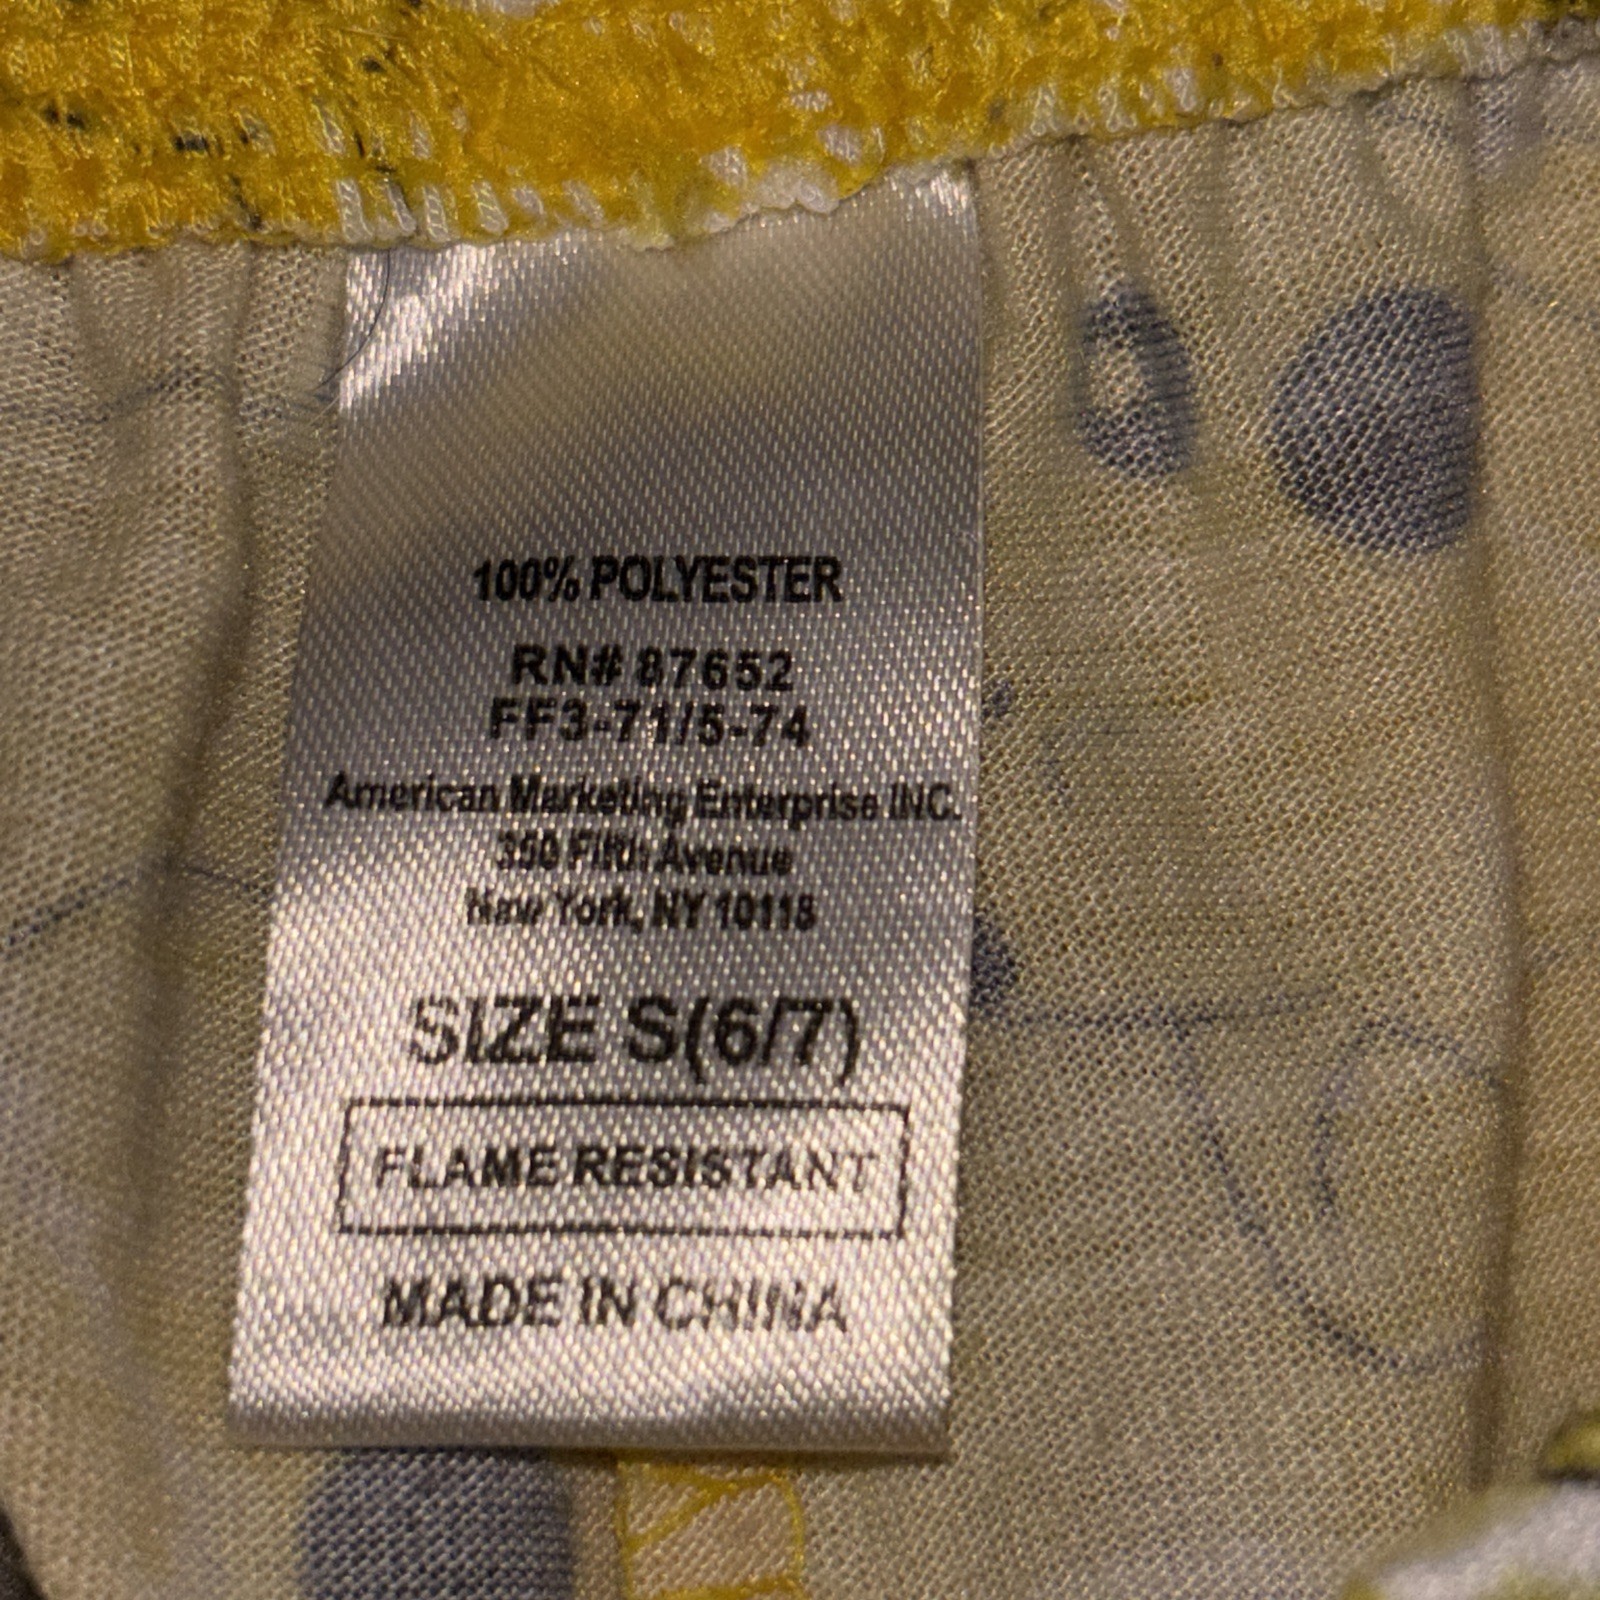 100% POLYESTER
RN# 87652
FF3-71/5-74
American Marketing Enterprise INC.
350 Fifth Avenue
New York, NY 10118
SIZE S(6/7)
FLAME RESISTANT
MADE IN CHINA